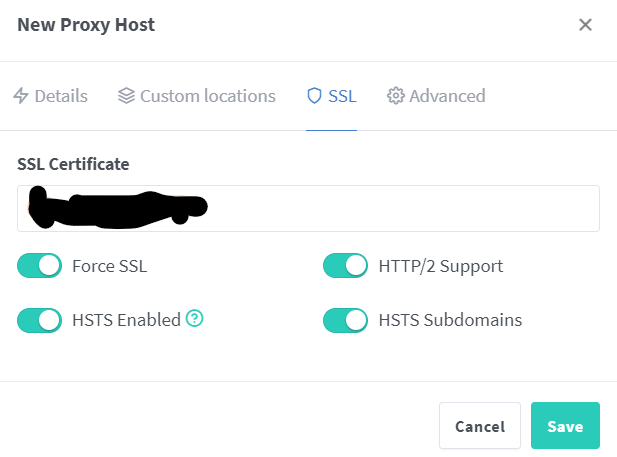 New Proxy Host
Details Custom locations SSL Advanced
SSL Certificate
Force SSL HTTP/2 Support
HSTS Enabled ? HSTS Subdomains
Cancel Save